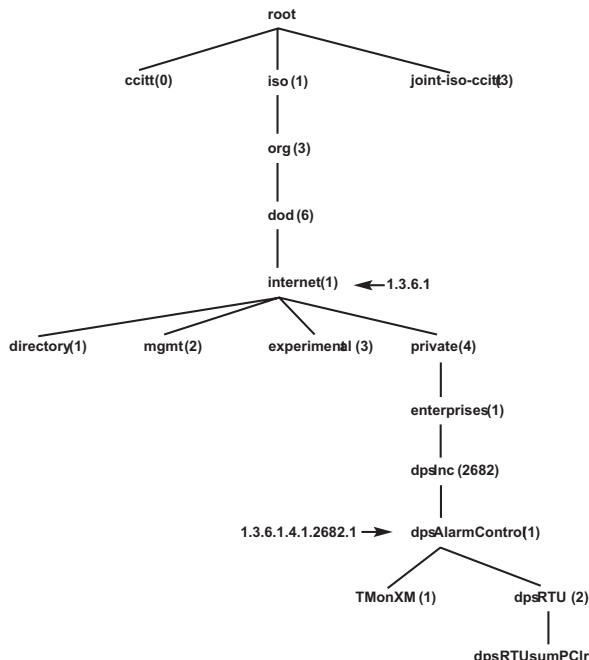 root
ccitt(0) iso (1) joint-iso-ccitt(3)
org (3)
dod (6)
internet(1) 1.3.6.1
directory(1) mgmt(2) experimental (3) private(4)
enterprises(1)
dpsInc (2682)
1.3.6.1.4.1.2682.1 dpsAlarmControl(1)
TMonXM (1) dpsRTU (2)
dpsRTUsumPClr